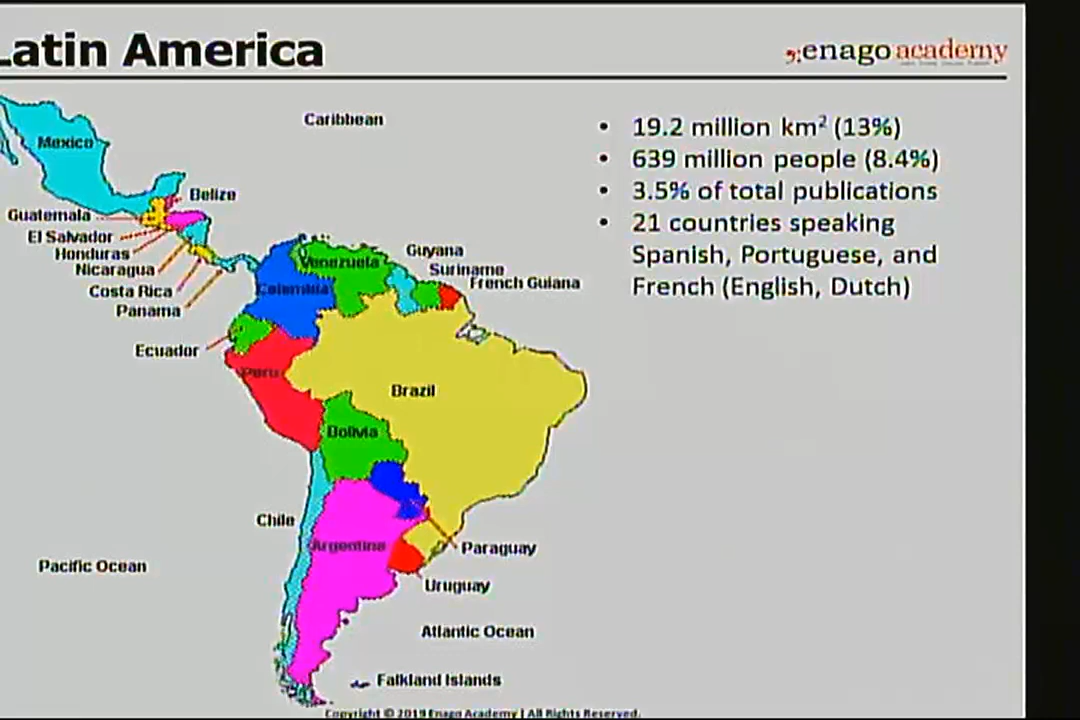 Latin America
enago academy
Caribbean
• 19.2 million km² (13%)
• 639 million people (8.4%)
• 3.5% of total publications
• 21 countries speaking
Spanish, Portuguese, and
French (English, Dutch)
Mexico
Belize
Guatemala
El Salvador
Honduras
Nicaragua
Costa Rica
Panama
Venezuela
Guyana
Suriname
French Guiana
Colombia
Ecuador
Peru
Brazil
Bolivia
Chile
Argentina
Paraguay
Pacific Ocean
Uruguay
Atlantic Ocean
Falkland Islands
Copyright © 2019 Enago Academy | All Rights Reserved.